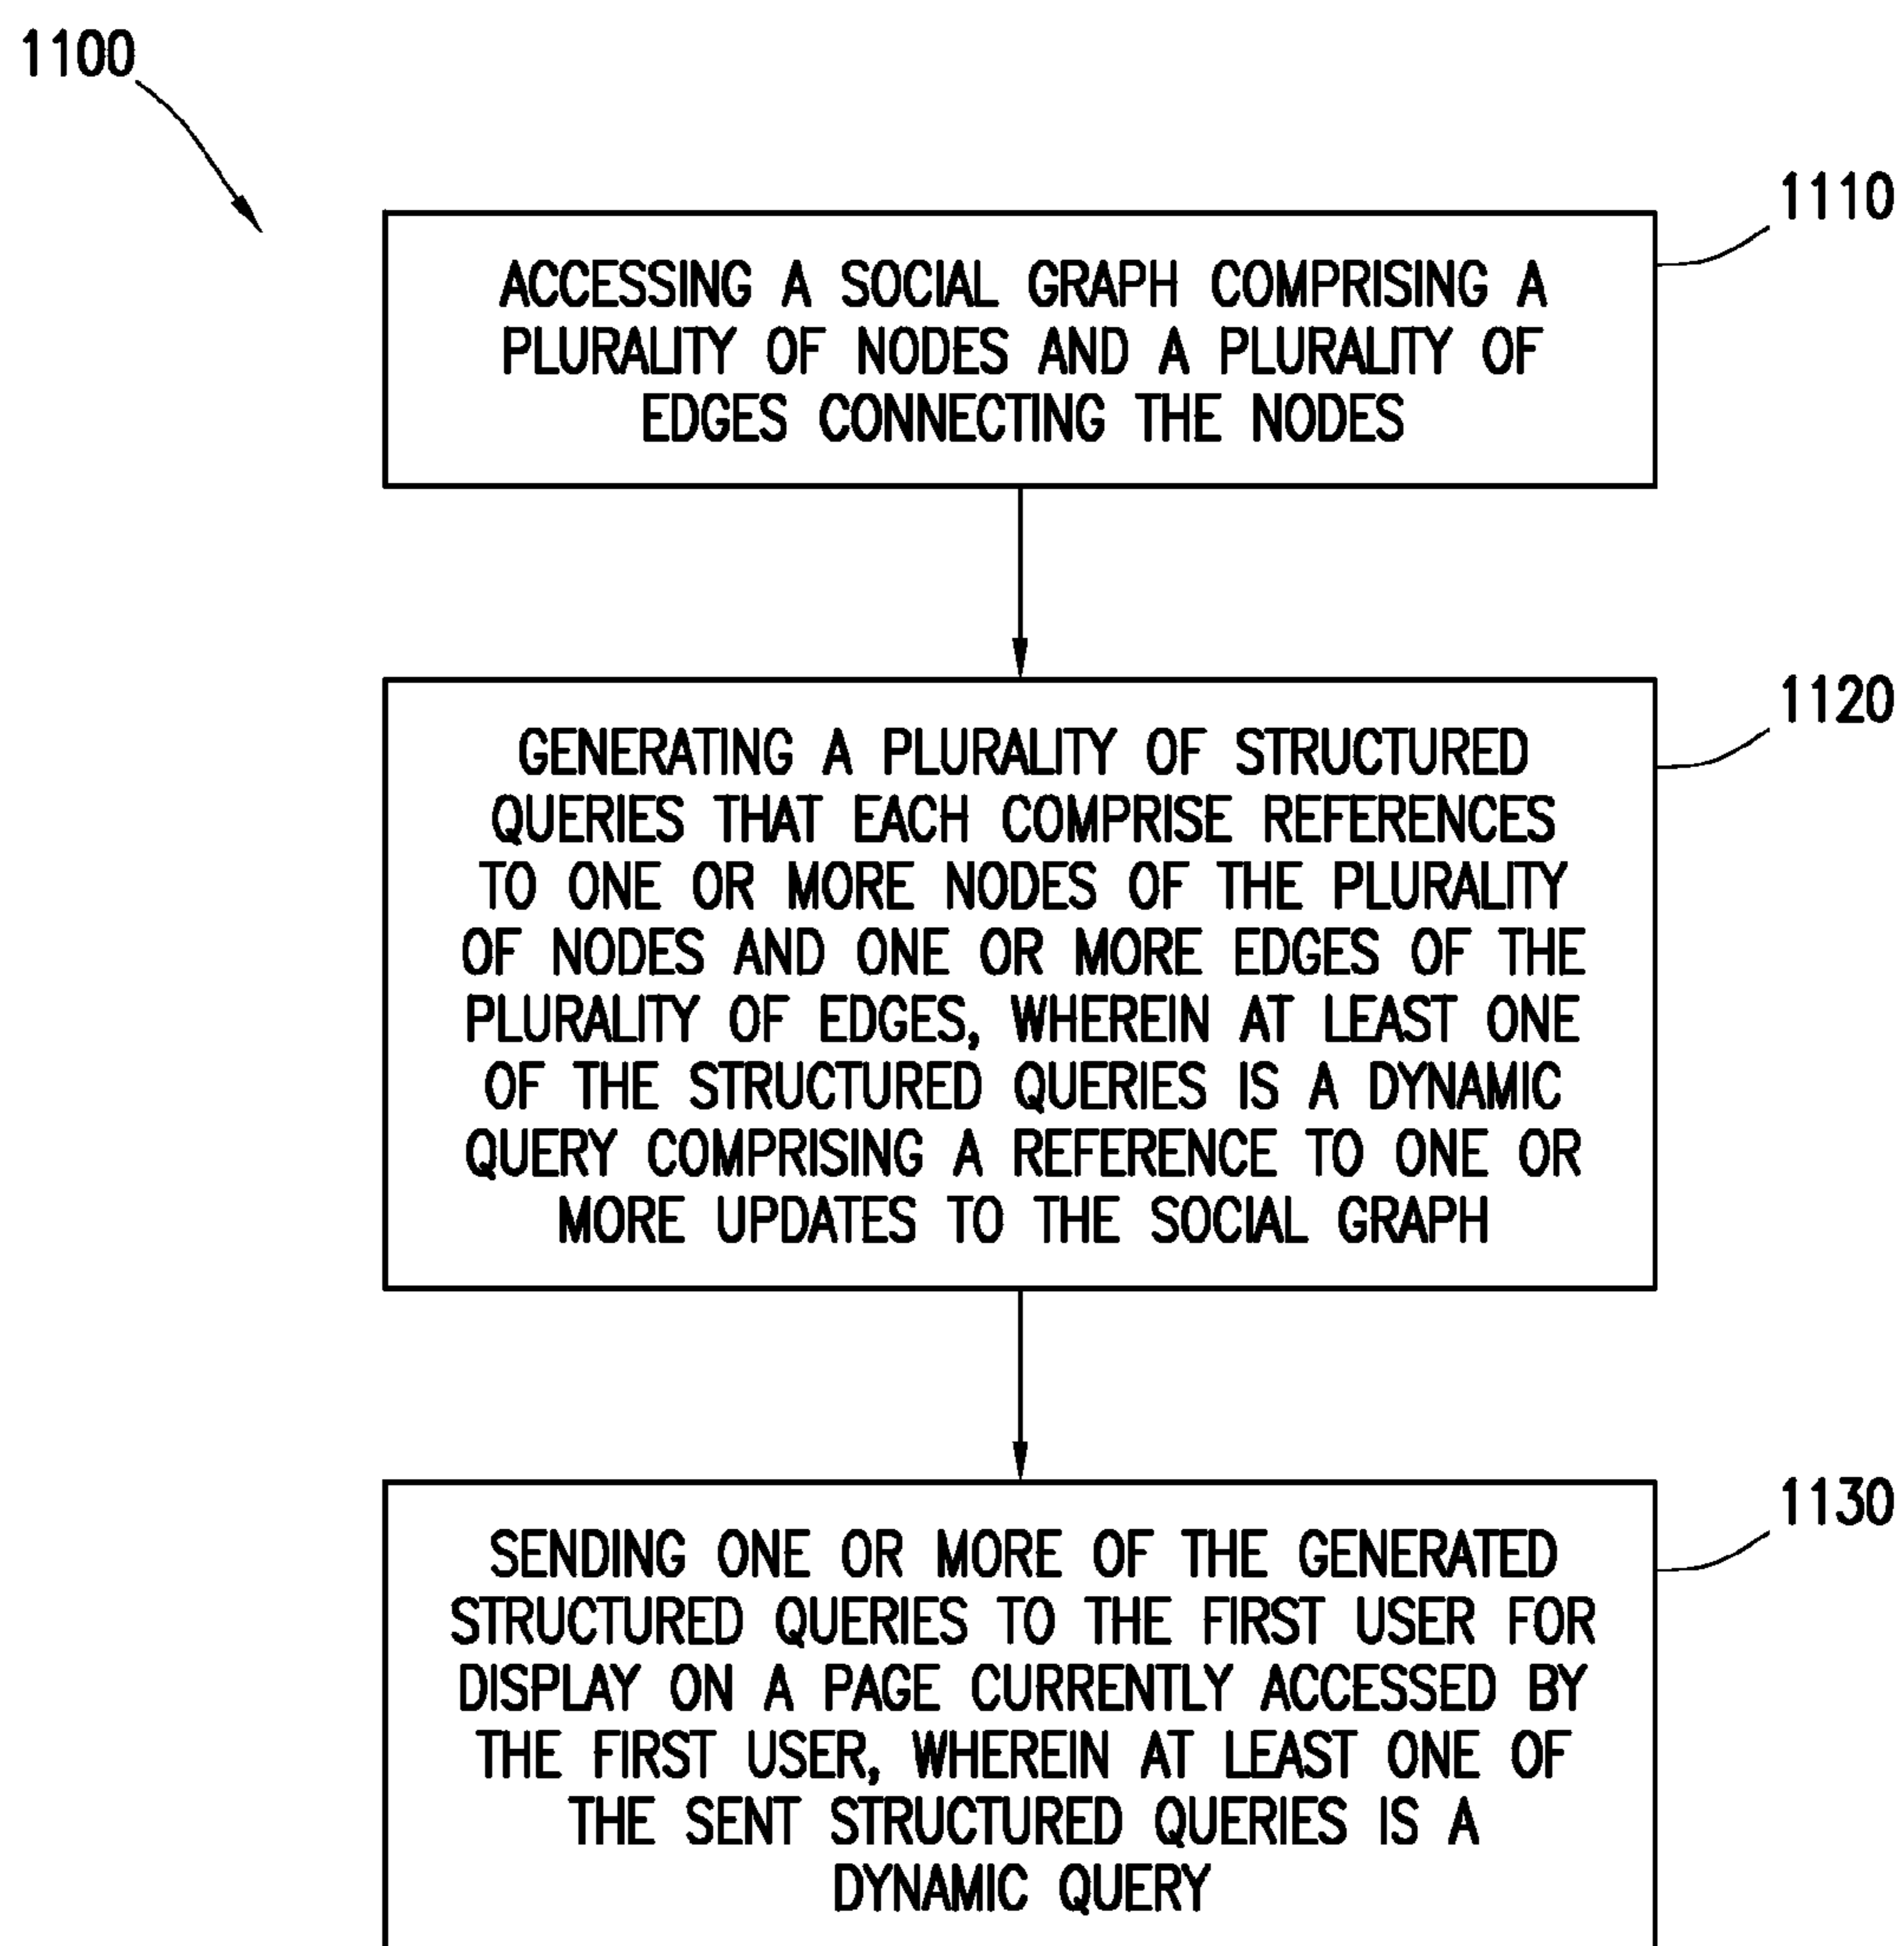 1100
1110
ACCESSING A SOCIAL GRAPH COMPRISING A
PLURALITY OF NODES AND A PLURALITY OF
EDGES CONNECTING THE NODES
1120
GENERATING A PLURALITY OF STRUCTURED
QUERIES THAT EACH COMPRISE REFERENCES
TO ONE OR MORE NODES OF THE PLURALITY
OF NODES AND ONE OR MORE EDGES OF THE
PLURALITY OF EDGES, WHEREIN AT LEAST ONE
OF THE STRUCTURED QUERIES IS A DYNAMIC
QUERY COMPRISING A REFERENCE TO ONE OR
MORE UPDATES TO THE SOCIAL GRAPH
1130
SENDING ONE OR MORE OF THE GENERATED
STRUCTURED QUERIES TO THE FIRST USER FOR
DISPLAY ON A PAGE CURRENTLY ACCESSED BY
THE FIRST USER, WHEREIN AT LEAST ONE OF
THE SENT STRUCTURED QUERIES IS A
DYNAMIC QUERY